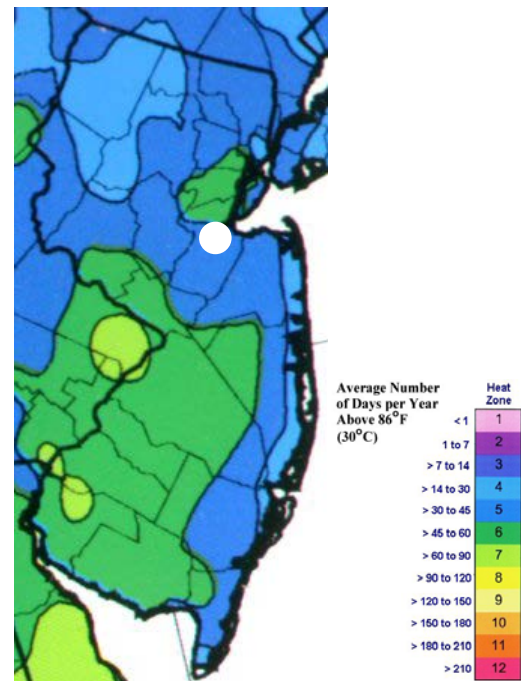 Average Number
of Days per Year
Above 86°F
(30°C)
Heat
Zone
< 1 1
1 to 7 2
> 7 to 14 3
> 14 to 30 4
> 30 to 45 5
> 45 to 60 6
> 60 to 90 7
> 90 to 120 8
> 120 to 150 9
> 150 to 180 10
> 180 to 210 11
> 210 12